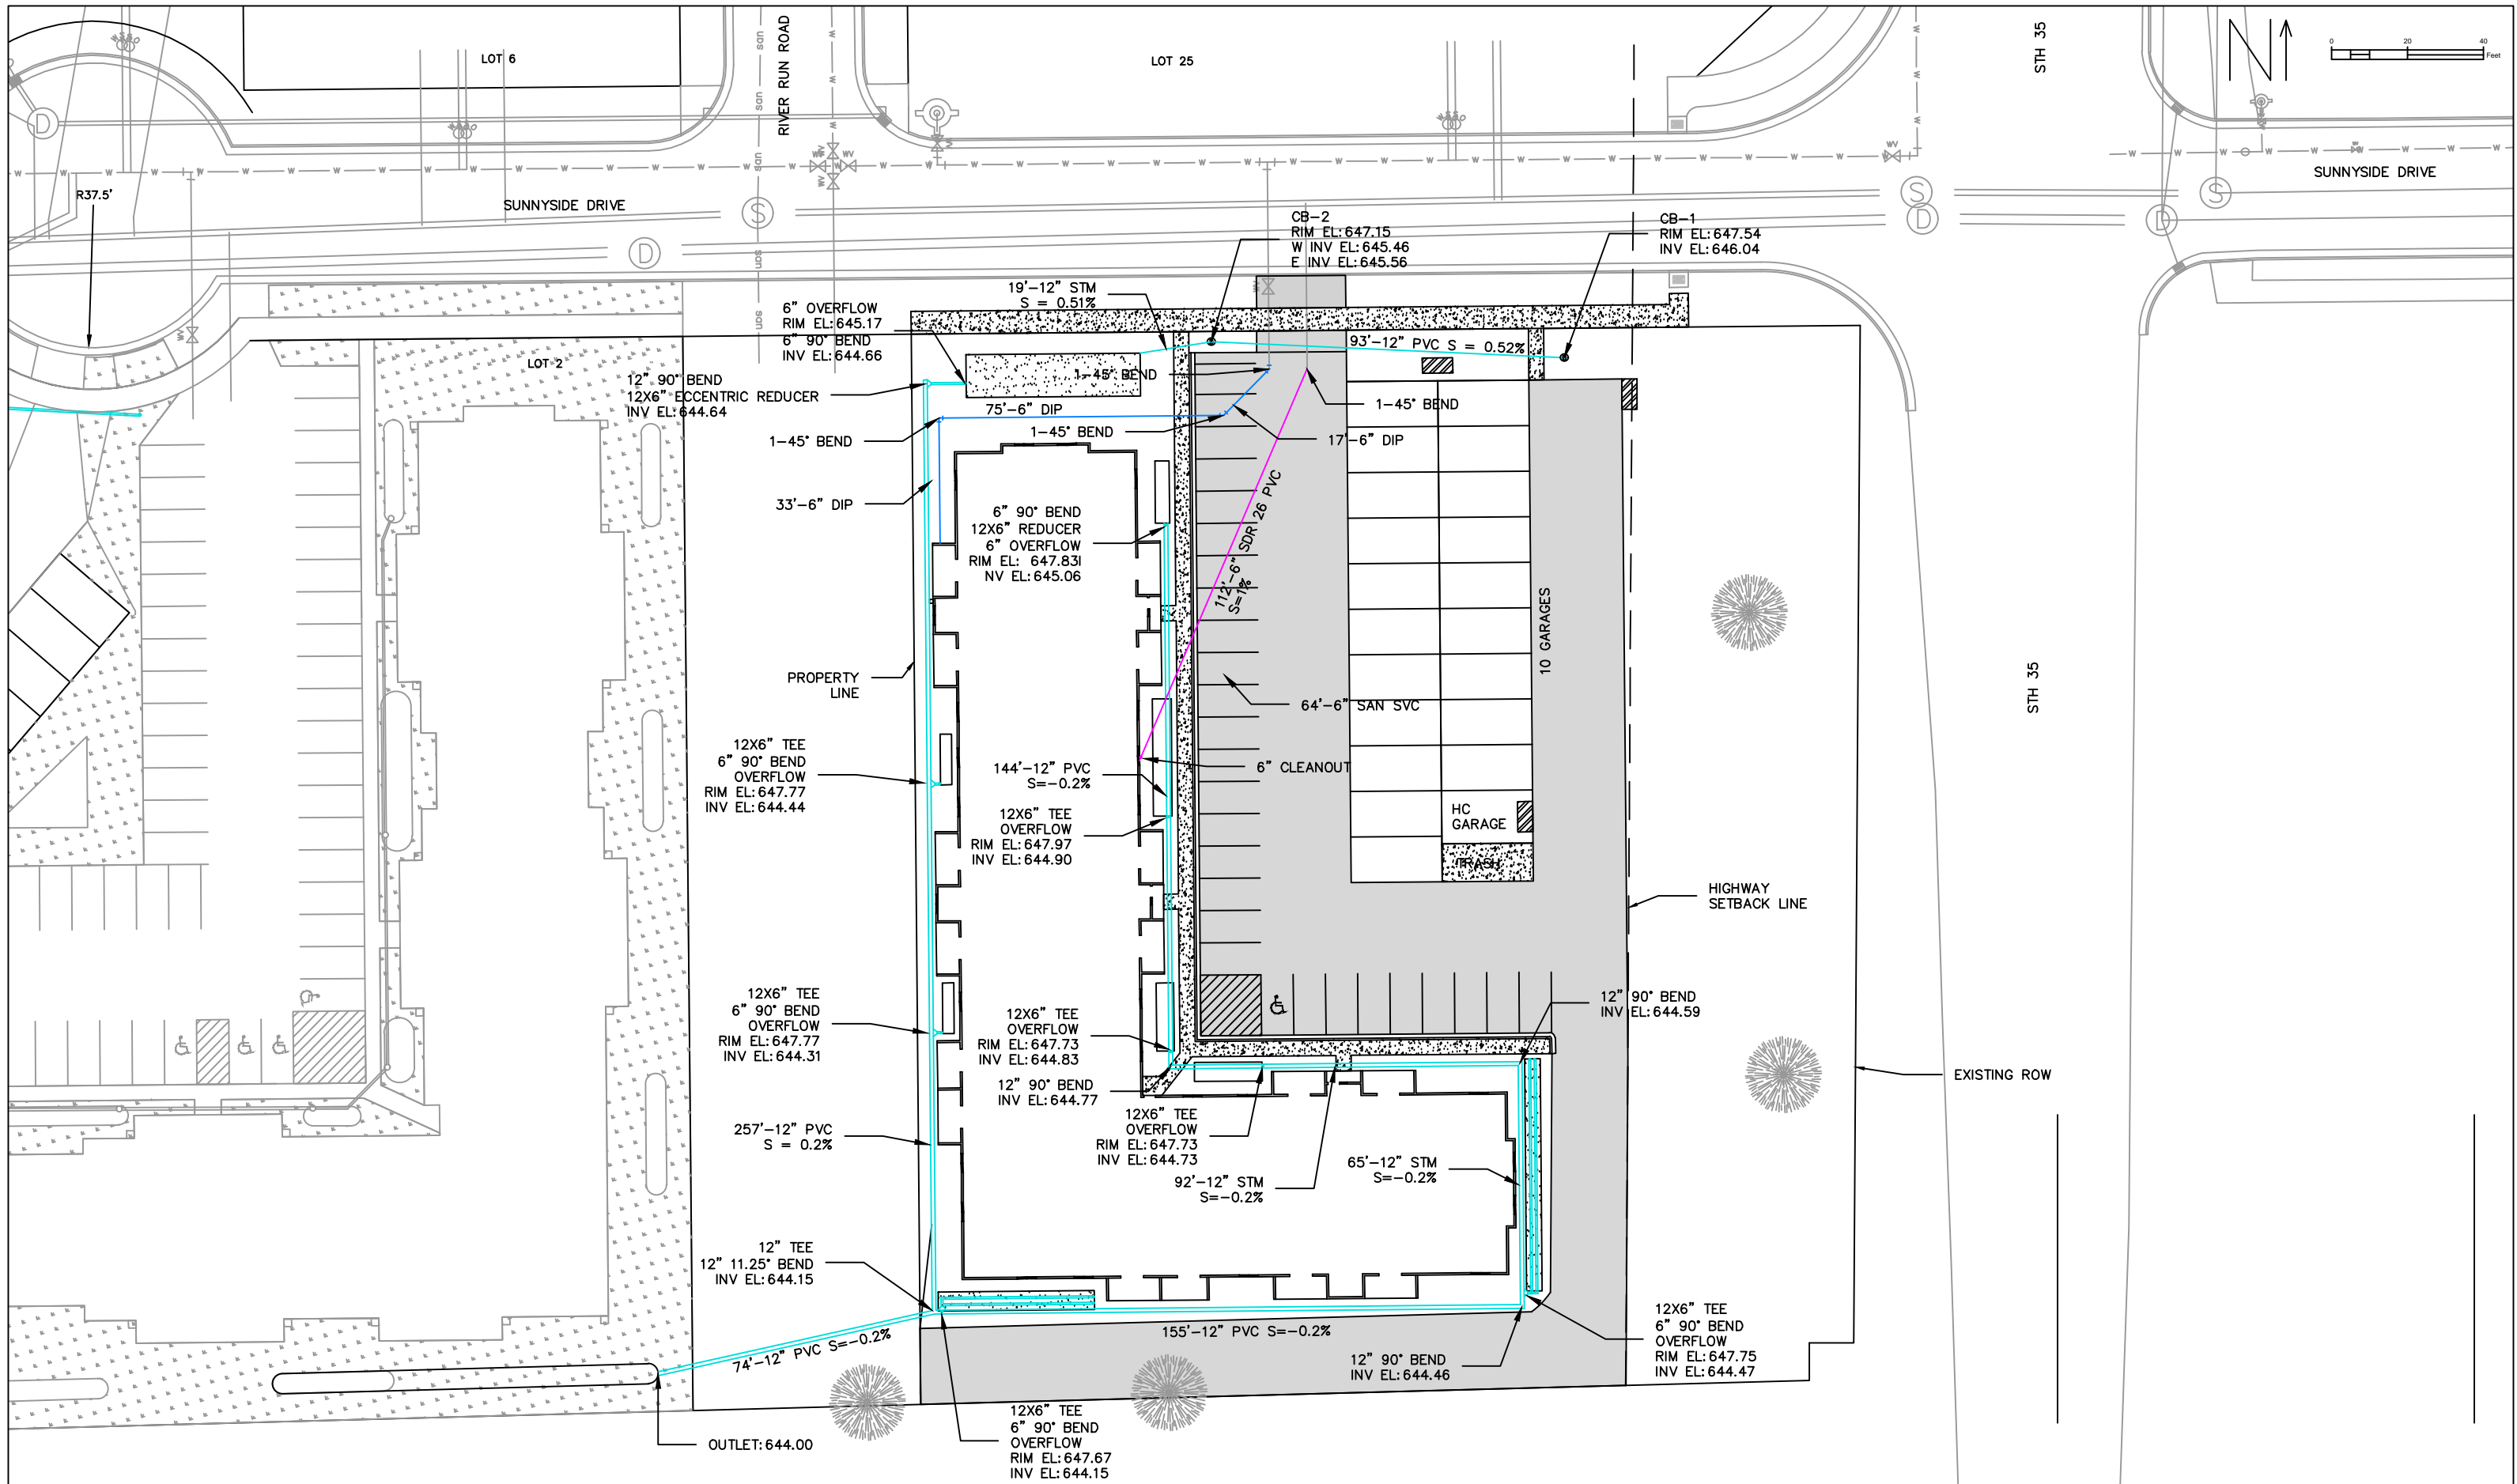 LOT 6
RIVER RUN ROAD
LOT 25
STH 35
N
0 20 40
Feet
SUNNYSIDE DRIVE
SUNNYSIDE DRIVE
R37.5'
CB-2
RIM EL:647.15
W INV EL:645.46
E INV EL:645.56
CB-1
RIM EL:647.54
INV EL:646.04
19'-12" STM
S = 0.51%
6" OVERFLOW
RIM EL:645.17
6" 90° BEND
INV EL:644.66
93'-12" PVC S = 0.52%
LOT 2
12" 90° BEND
12X6" ECCENTRIC REDUCER
INV EL:644.64
1-45° BEND
1-45° BEND
75'-6" DIP
1-45° BEND
1-45° BEND
17'-6" DIP
33'-6" DIP
6" 90° BEND
12X6" REDUCER
6" OVERFLOW
RIM EL: 647.83I
NV EL:645.06
112'-6" SDR 26 PVC
S=1%
10 GARAGES
PROPERTY
LINE
64'-6" SAN SVC
STH 35
12X6" TEE
6" 90° BEND
OVERFLOW
RIM EL:647.77
INV EL:644.44
144'-12" PVC
S=-0.2%
6" CLEANOUT
12X6" TEE
OVERFLOW
RIM EL:647.97
INV EL:644.90
HC
GARAGE
TRASH
HIGHWAY
SETBACK LINE
12X6" TEE
6" 90° BEND
OVERFLOW
RIM EL:647.77
INV EL:644.31
12X6" TEE
OVERFLOW
RIM EL:647.73
INV EL:644.83
12" 90° BEND
INV EL:644.59
EXISTING ROW
12" 90° BEND
INV EL:644.77
12X6" TEE
OVERFLOW
RIM EL:647.73
INV EL:644.73
257'-12" PVC
S = 0.2%
92'-12" STM
S=-0.2%
65'-12" STM
S=-0.2%
12" TEE
12" 11.25° BEND
INV EL:644.15
155'-12" PVC S=-0.2%
74'-12" PVC S=-0.2%
12" 90° BEND
INV EL:644.46
12X6" TEE
6" 90° BEND
OVERFLOW
RIM EL:647.75
INV EL:644.47
12X6" TEE
6" 90° BEND
OVERFLOW
RIM EL:647.67
INV EL:644.15
OUTLET:644.00